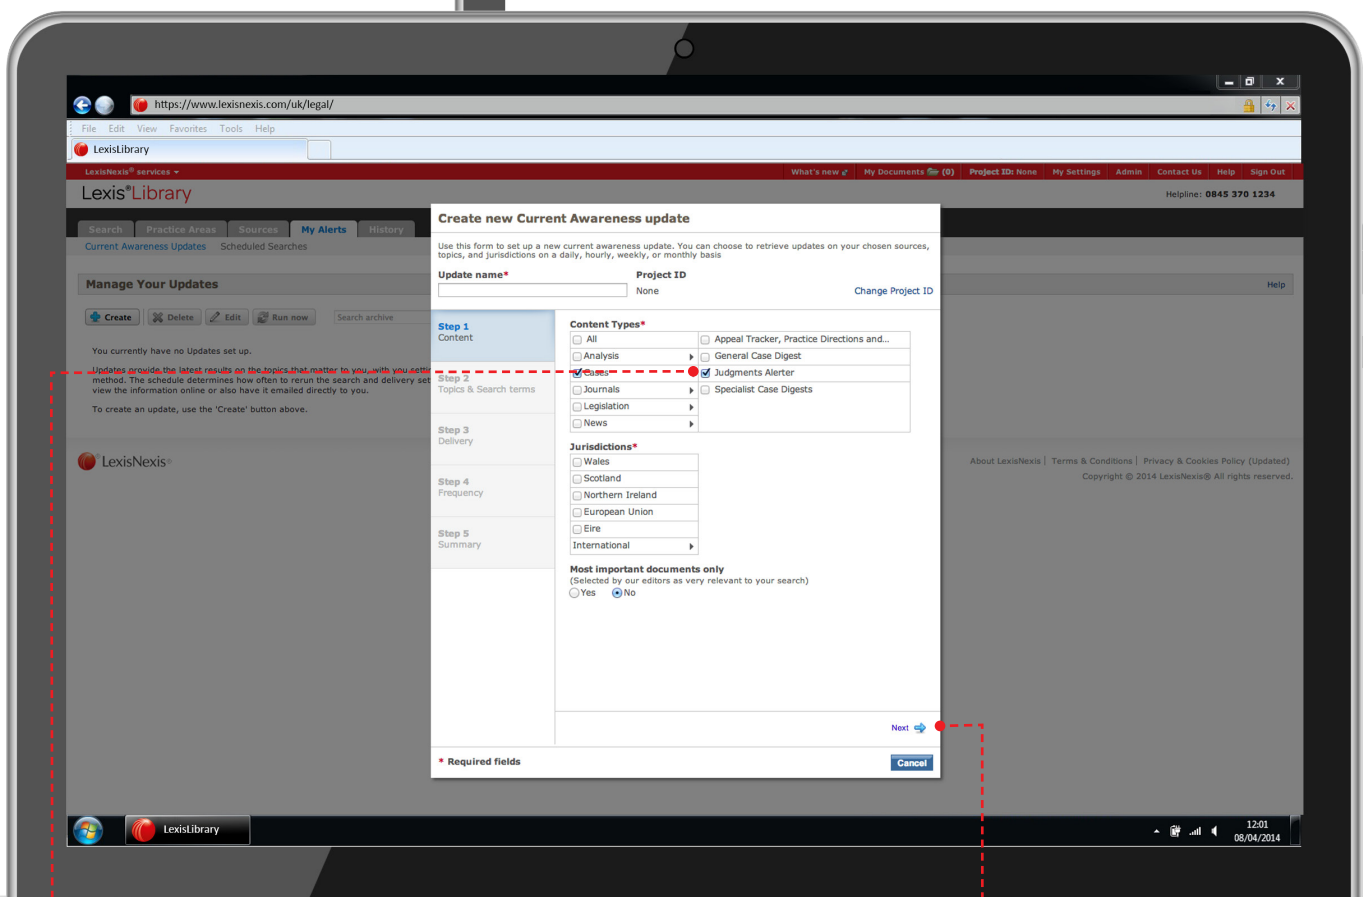 https://www.lexisnexis.com/uk/legal/
File Edit View Favorites Tools Help
LexisLibrary
LexisNexis® services
What's new My Documents (0) Project ID: None My Settings Admin Contact Us Help Sign Out
Lexis®Library
Helpline: 0845 370 1234
Search Practice Areas Sources My Alerts History
Current Awareness Updates Scheduled Searches
Manage Your Updates
Help
Create Delete Edit Run now Search archive
You currently have no Updates set up.
Updates provide the latest results on the topics that matter to you, with you setti
method. The schedule determines how often to rerun the search and delivery set
view the information online or also have it emailed directly to you.
To create an update, use the 'Create' button above.
LexisNexis®
About LexisNexis | Terms & Conditions | Privacy & Cookies Policy (Updated)
Copyright © 2014 LexisNexis® All rights reserved.
Create new Current Awareness update
Use this form to set up a new current awareness update. You can choose to retrieve updates on your chosen sources,
topics, and jurisdictions on a daily, hourly, weekly, or monthly basis
Update name* Project ID
None Change Project ID
Step 1
Content
Step 2
Topics & Search terms
Step 3
Delivery
Step 4
Frequency
Step 5
Summary
Content Types*
All
Analysis
Cases
Journals
Legislation
News
Appeal Tracker, Practice Directions and...
General Case Digest
Judgments Alerter
Specialist Case Digests
Jurisdictions*
Wales
Scotland
Northern Ireland
European Union
Eire
International
Most important documents only
(Selected by our editors as very relevant to your search)
Yes No
Next
* Required fields
Cancel
LexisLibrary
12:01
08/04/2014